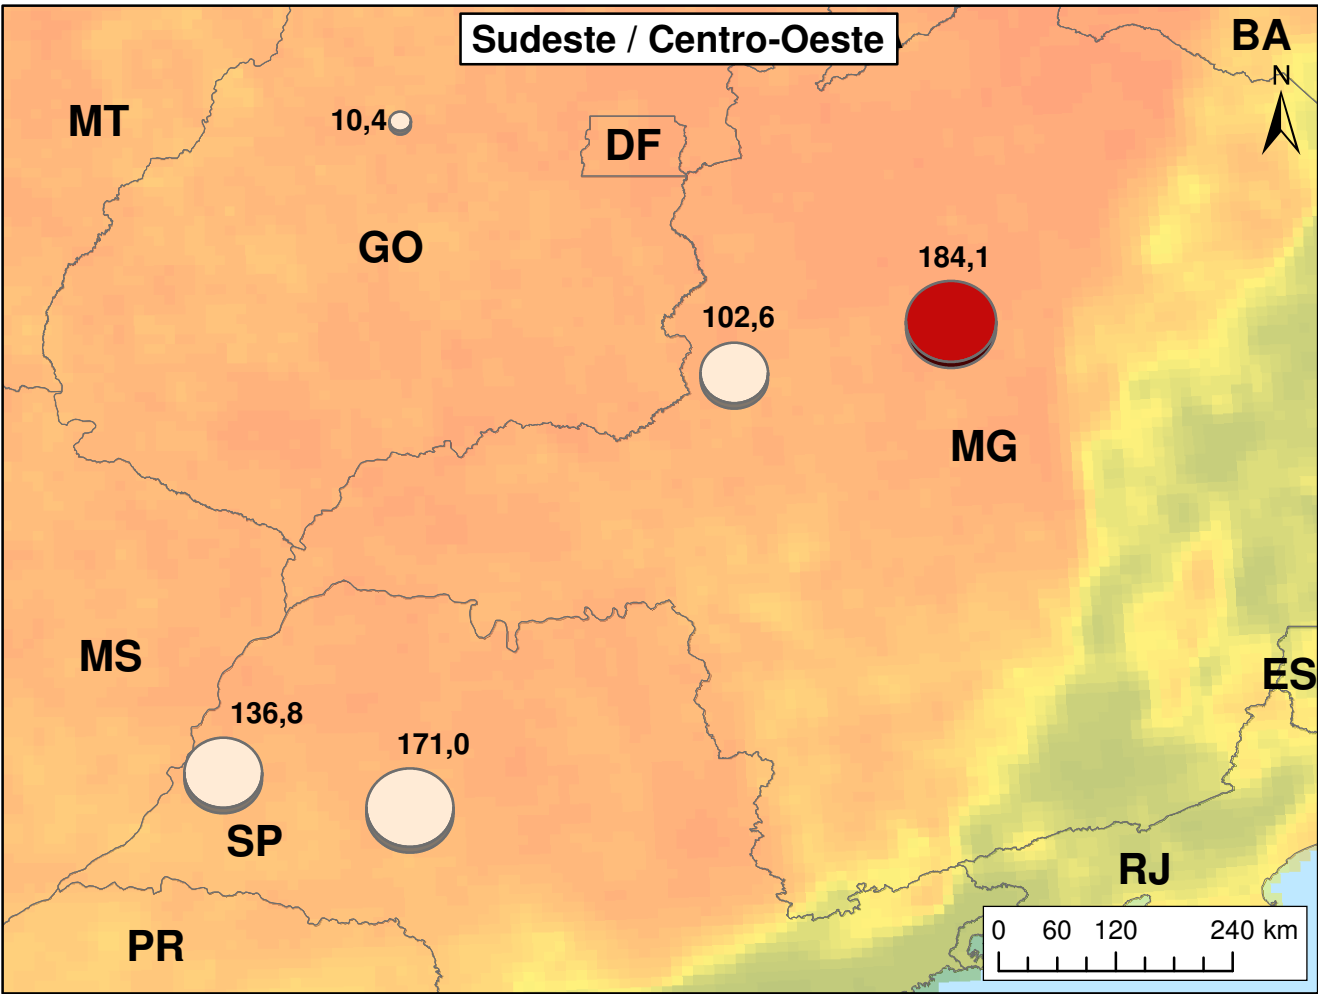 Sudeste / Centro-Oeste
BA
N
MT
10,4
DF
GO
184,1
102,6
MG
MS
ES
136,8
171,0
SP
RJ
PR
0 60 120 240 km